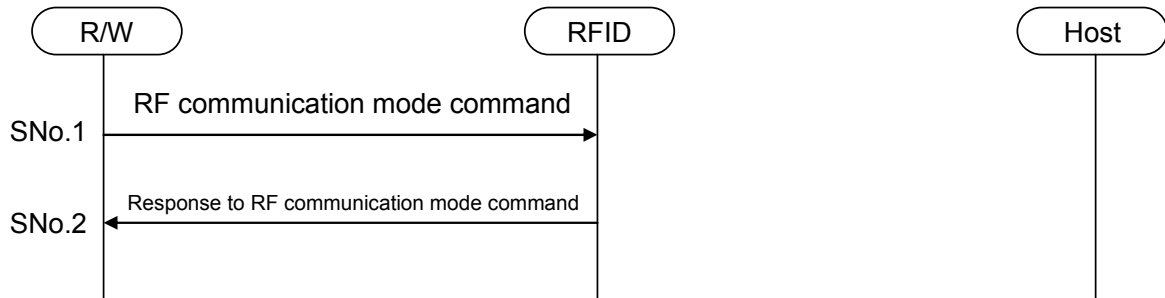 R/W
RFID
Host
RF communication mode command
SNo.1
Response to RF communication mode command
SNo.2